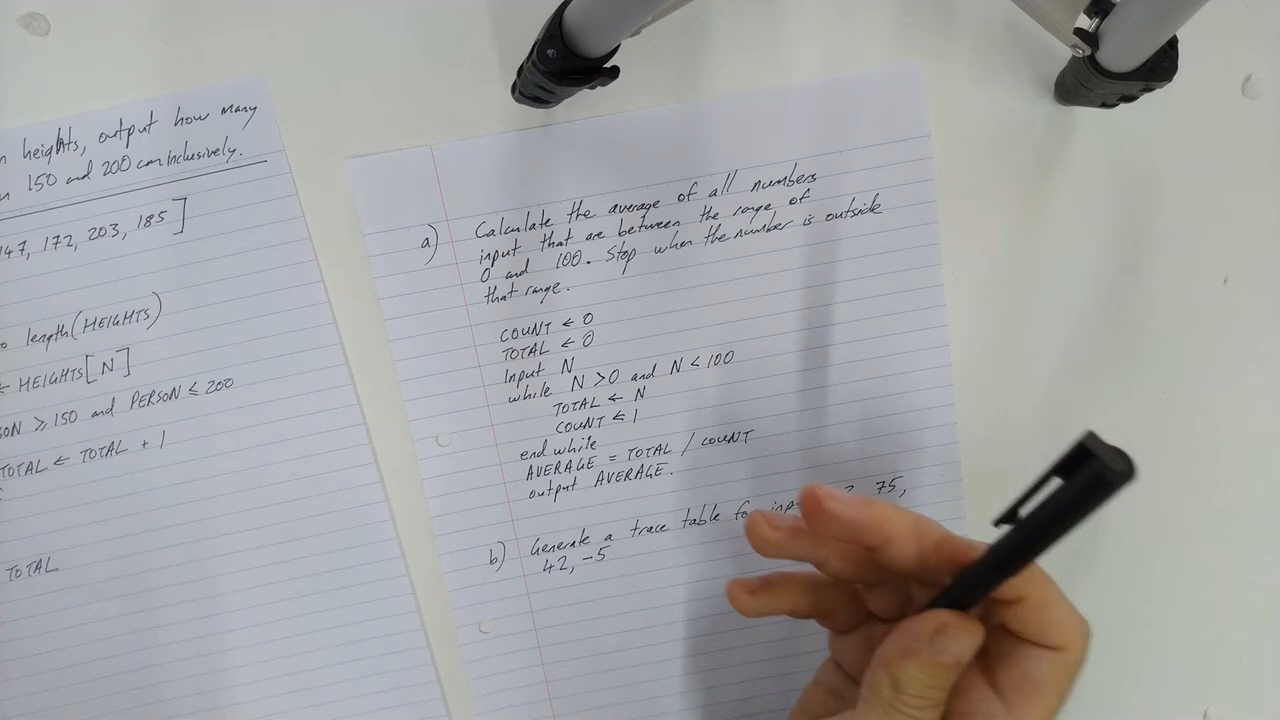 n heights, output how many
n 150 and 200 cm inclusively.
47, 172, 203, 185 ]
o length(HEIGHTS)
← HEIGHTS[N]
SON ≥ 150 and PERSON ≤ 200
TOTAL ← TOTAL + 1
TOTAL
a) Calculate the average of all numbers
input that are between the range of
0 and 100. Stop when the number is outside
that range.
COUNT ← 0
TOTAL ← 0
Input N
while N > 0 and N < 100
TOTAL ← N
COUNT ← 1
end while
AVERAGE = TOTAL / COUNT
output AVERAGE.
b) Generate a trace table for 75,
42, -5